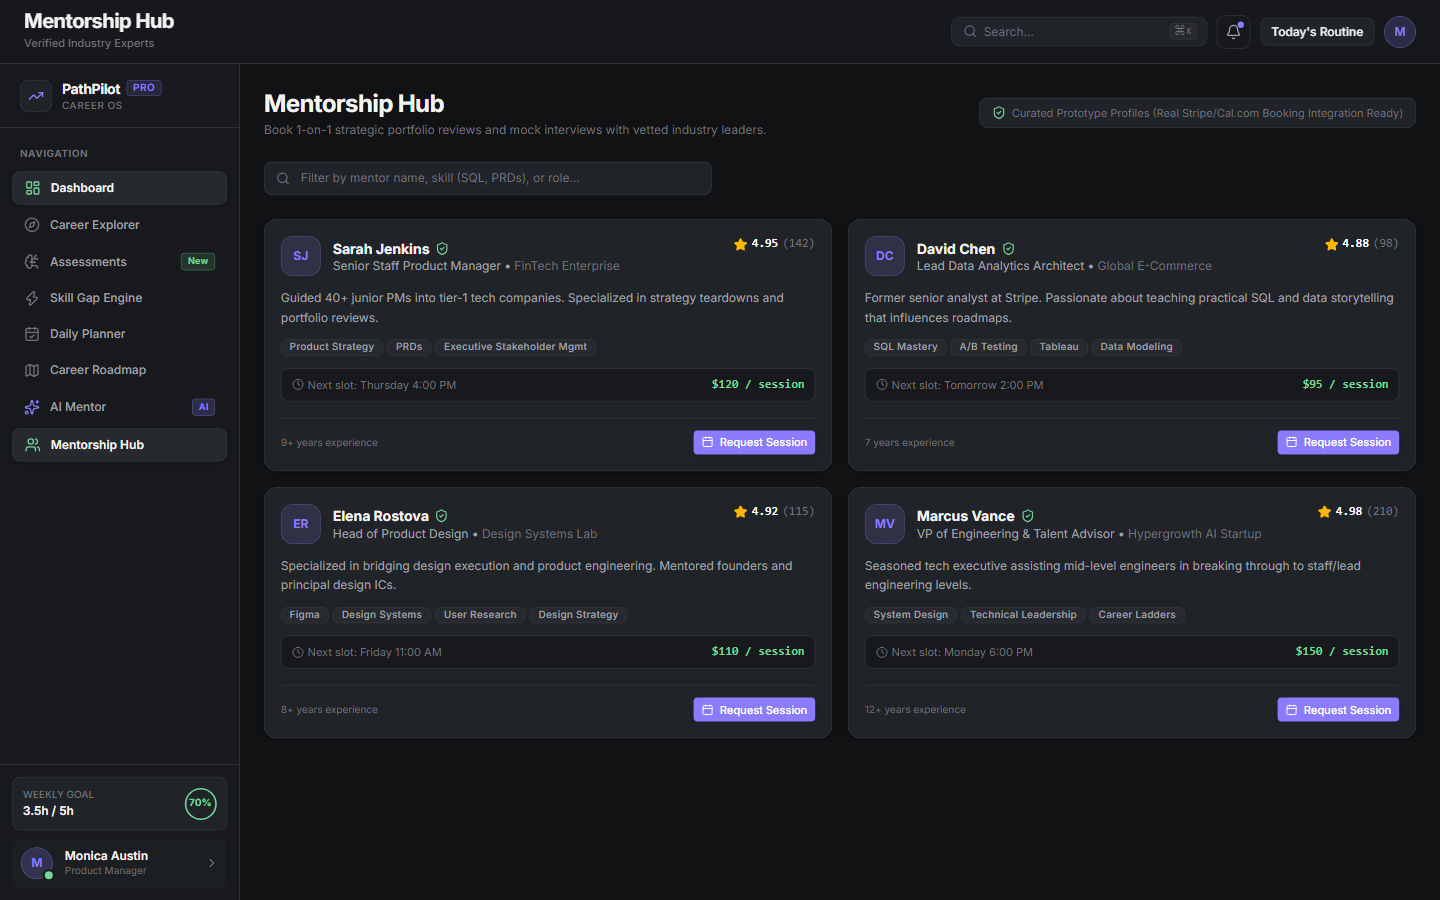 Mentorship Hub
Verified Industry Experts
Search...
⌘K
Today's Routine
M
PathPilot PRO
CAREER OS
NAVIGATION
Dashboard
Career Explorer
Assessments New
Skill Gap Engine
Daily Planner
Career Roadmap
AI Mentor AI
Mentorship Hub
WEEKLY GOAL
3.5h / 5h
70%
M
Monica Austin
Product Manager
Mentorship Hub
Book 1-on-1 strategic portfolio reviews and mock interviews with vetted industry leaders.
Curated Prototype Profiles (Real Stripe/Cal.com Booking Integration Ready)
Filter by mentor name, skill (SQL, PRDs), or role...
SJ
Sarah Jenkins
4.95 (142)
Senior Staff Product Manager • FinTech Enterprise
Guided 40+ junior PMs into tier-1 tech companies. Specialized in strategy teardowns and
portfolio reviews.
Product Strategy PRDs Executive Stakeholder Mgmt
Next slot: Thursday 4:00 PM $120 / session
9+ years experience Request Session
DC
David Chen
4.88 (98)
Lead Data Analytics Architect • Global E-Commerce
Former senior analyst at Stripe. Passionate about teaching practical SQL and data storytelling
that influences roadmaps.
SQL Mastery A/B Testing Tableau Data Modeling
Next slot: Tomorrow 2:00 PM $95 / session
7 years experience Request Session
ER
Elena Rostova
4.92 (115)
Head of Product Design • Design Systems Lab
Specialized in bridging design execution and product engineering. Mentored founders and
principal design ICs.
Figma Design Systems User Research Design Strategy
Next slot: Friday 11:00 AM $110 / session
8+ years experience Request Session
MV
Marcus Vance
4.98 (210)
VP of Engineering & Talent Advisor • Hypergrowth AI Startup
Seasoned tech executive assisting mid-level engineers in breaking through to staff/lead
engineering levels.
System Design Technical Leadership Career Ladders
Next slot: Monday 6:00 PM $150 / session
12+ years experience Request Session